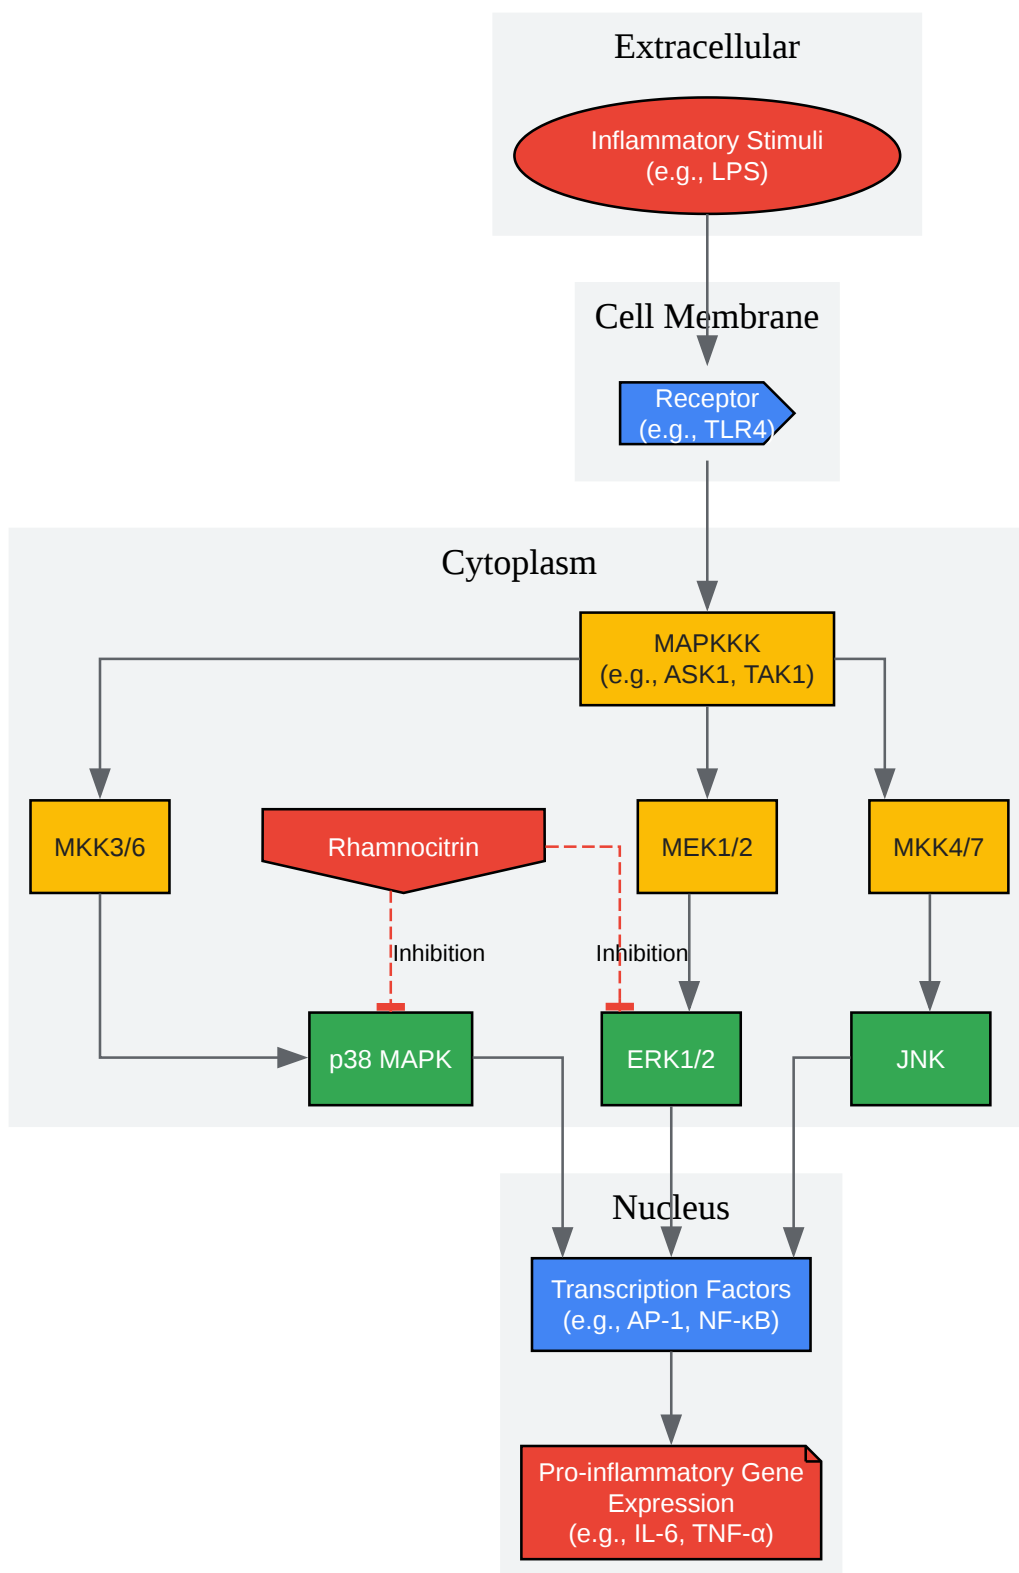 Extracellular
Inflammatory Stimuli
(e.g., LPS)
Cell Membrane
Receptor
(e.g., TLR4)
Cytoplasm
MAPKKK
(e.g., ASK1, TAK1)
MKK3/6
Rhamnocitrin
MEK1/2
MKK4/7
Inhibition
Inhibition
p38 MAPK
ERK1/2
JNK
Nucleus
Transcription Factors
(e.g., AP-1, NF-κB)
Pro-inflammatory Gene
Expression
(e.g., IL-6, TNF-α)